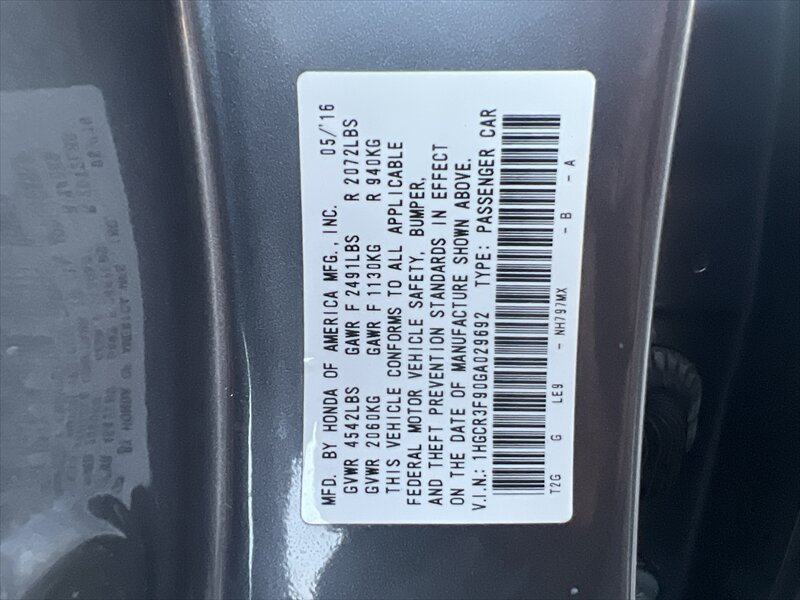 MFD. BY HONDA OF AMERICA MFG., INC. 05/'16
GVWR 4542LBS GAWR F 2491LBS R 2072LBS
GVWR 2060KG GAWR F 1130KG R 940KG
THIS VEHICLE CONFORMS TO ALL APPLICABLE
FEDERAL MOTOR VEHICLE SAFETY, BUMPER,
AND THEFT PREVENTION STANDARDS IN EFFECT
ON THE DATE OF MANUFACTURE SHOWN ABOVE.
V.I.N.: 1HGCR3F90GA029692 TYPE: PASSENGER CAR
T2G G LE9 - NH797MX - B - A